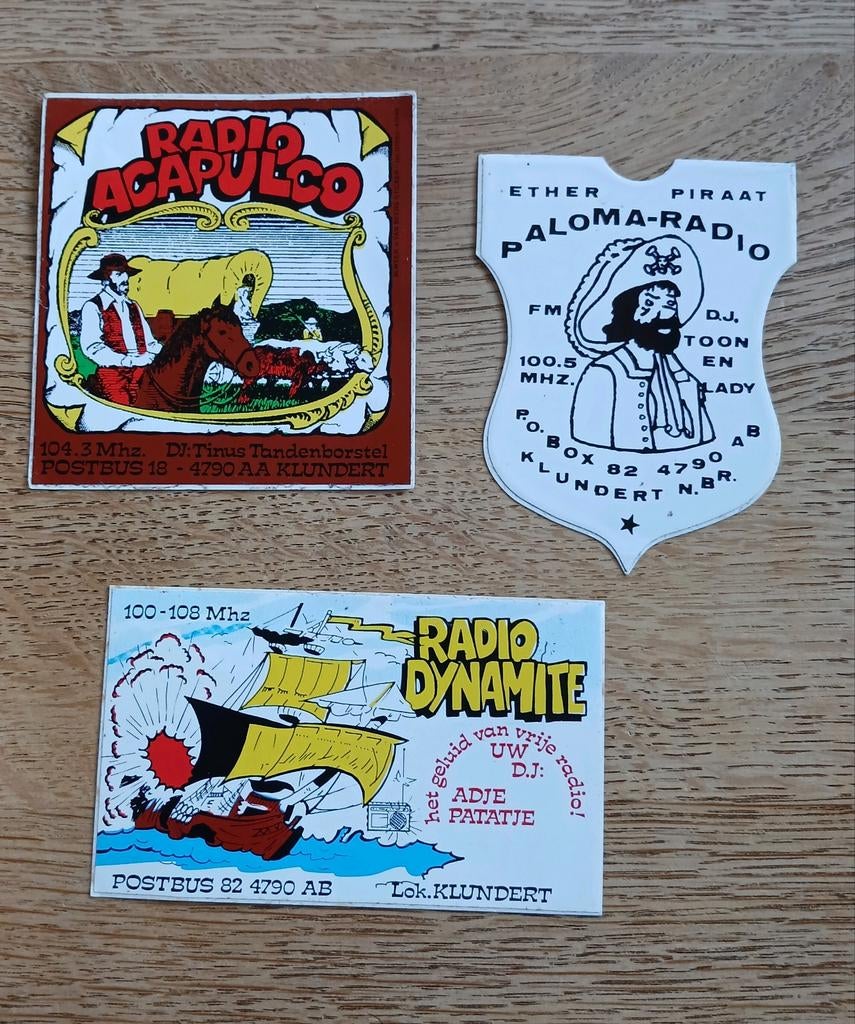 RADIO
ACAPULCO
104.3 Mhz. DJ: Tinus Tandenborstel
POSTBUS 18 - 4790 AA KLUNDERT
ETHER PIRAAT
PALOMA-RADIO
FM
100.5
MHZ.
D.J.
TOON
EN
LADY
P.O. BOX 82 4790 AB
KLUNDERT N.BR.
100-108 Mhz
RADIO
DYNAMITE
het geluid van vrije radio!
UW
D.J:
ADJE
PATATJE
POSTBUS 82 4790 AB Lok. KLUNDERT